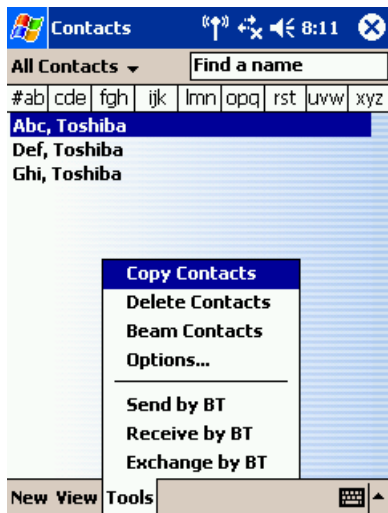 Contacts 8:11
All Contacts Find a name
#ab cde fgh ijk lmn opq rst uvw xyz
Abc, Toshiba
Def, Toshiba
Ghi, Toshiba
Copy Contacts
Delete Contacts
Beam Contacts
Options...
Send by BT
Receive by BT
Exchange by BT
New View Tools